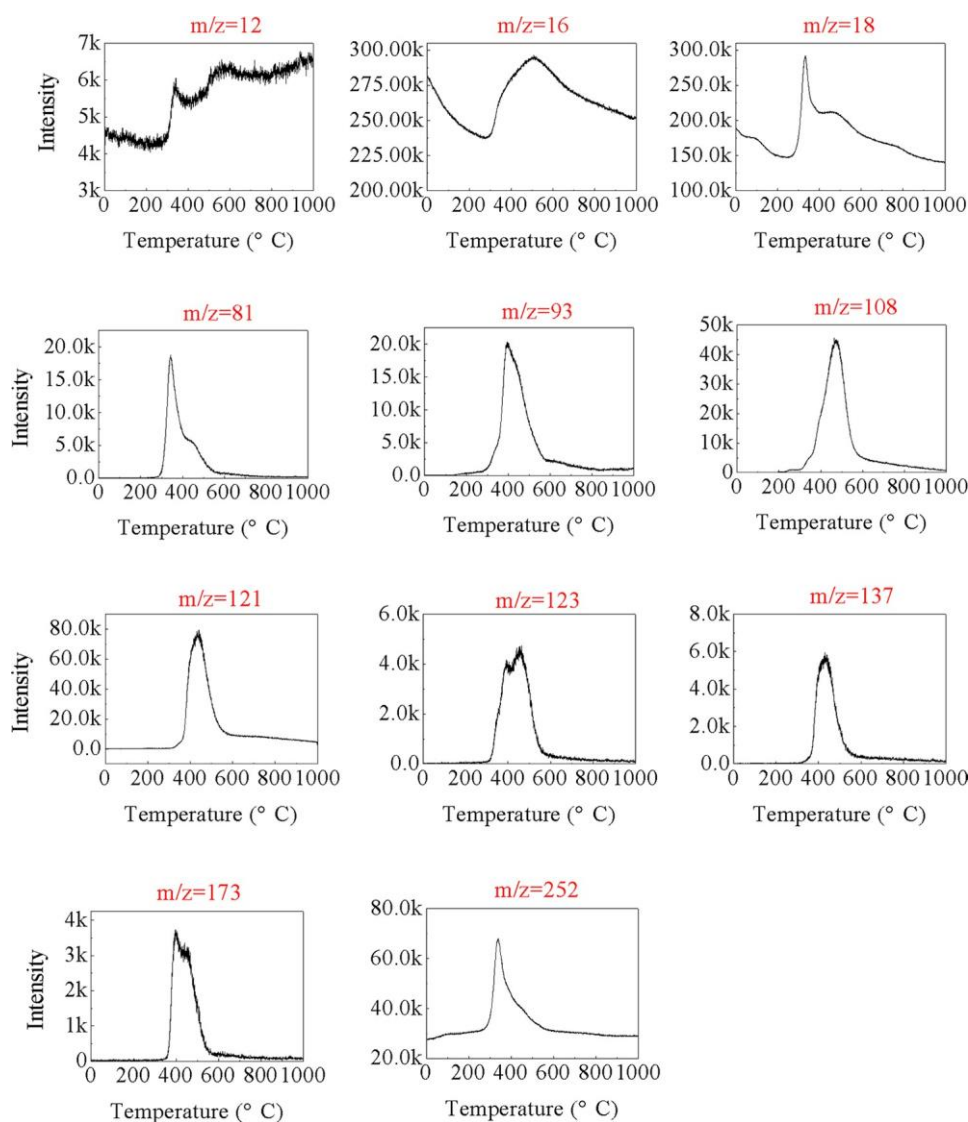 m/z=12
7k
6k
5k
4k
3k
Intensity
0 200 400 600 800 1000
Temperature (° C)
m/z=16
300.00k
275.00k
250.00k
225.00k
200.00k
0 200 400 600 800 1000
Temperature (° C)
m/z=18
300.0k
250.0k
200.0k
150.0k
100.0k
0 200 400 600 800 1000
Temperature (° C)
m/z=81
20.0k
15.0k
10.0k
5.0k
0.0
Intensity
0 200 400 600 800 1000
Temperature (° C)
m/z=93
20.0k
15.0k
10.0k
5.0k
0.0
0 200 400 600 800 1000
Temperature (° C)
m/z=108
50k
40k
30k
20k
10k
0
0 200 400 600 800 1000
Temperature (° C)
m/z=121
80.0k
60.0k
40.0k
20.0k
0.0
Intensity
0 200 400 600 800 1000
Temperature (° C)
m/z=123
6.0k
4.0k
2.0k
0.0
0 200 400 600 800 1000
Temperature (° C)
m/z=137
8.0k
6.0k
4.0k
2.0k
0.0
0 200 400 600 800 1000
Temperature (° C)
m/z=173
4k
3k
2k
1k
0
Intensity
0 200 400 600 800 1000
Temperature (° C)
m/z=252
80.0k
60.0k
40.0k
20.0k
0 200 400 600 800 1000
Temperature (° C)